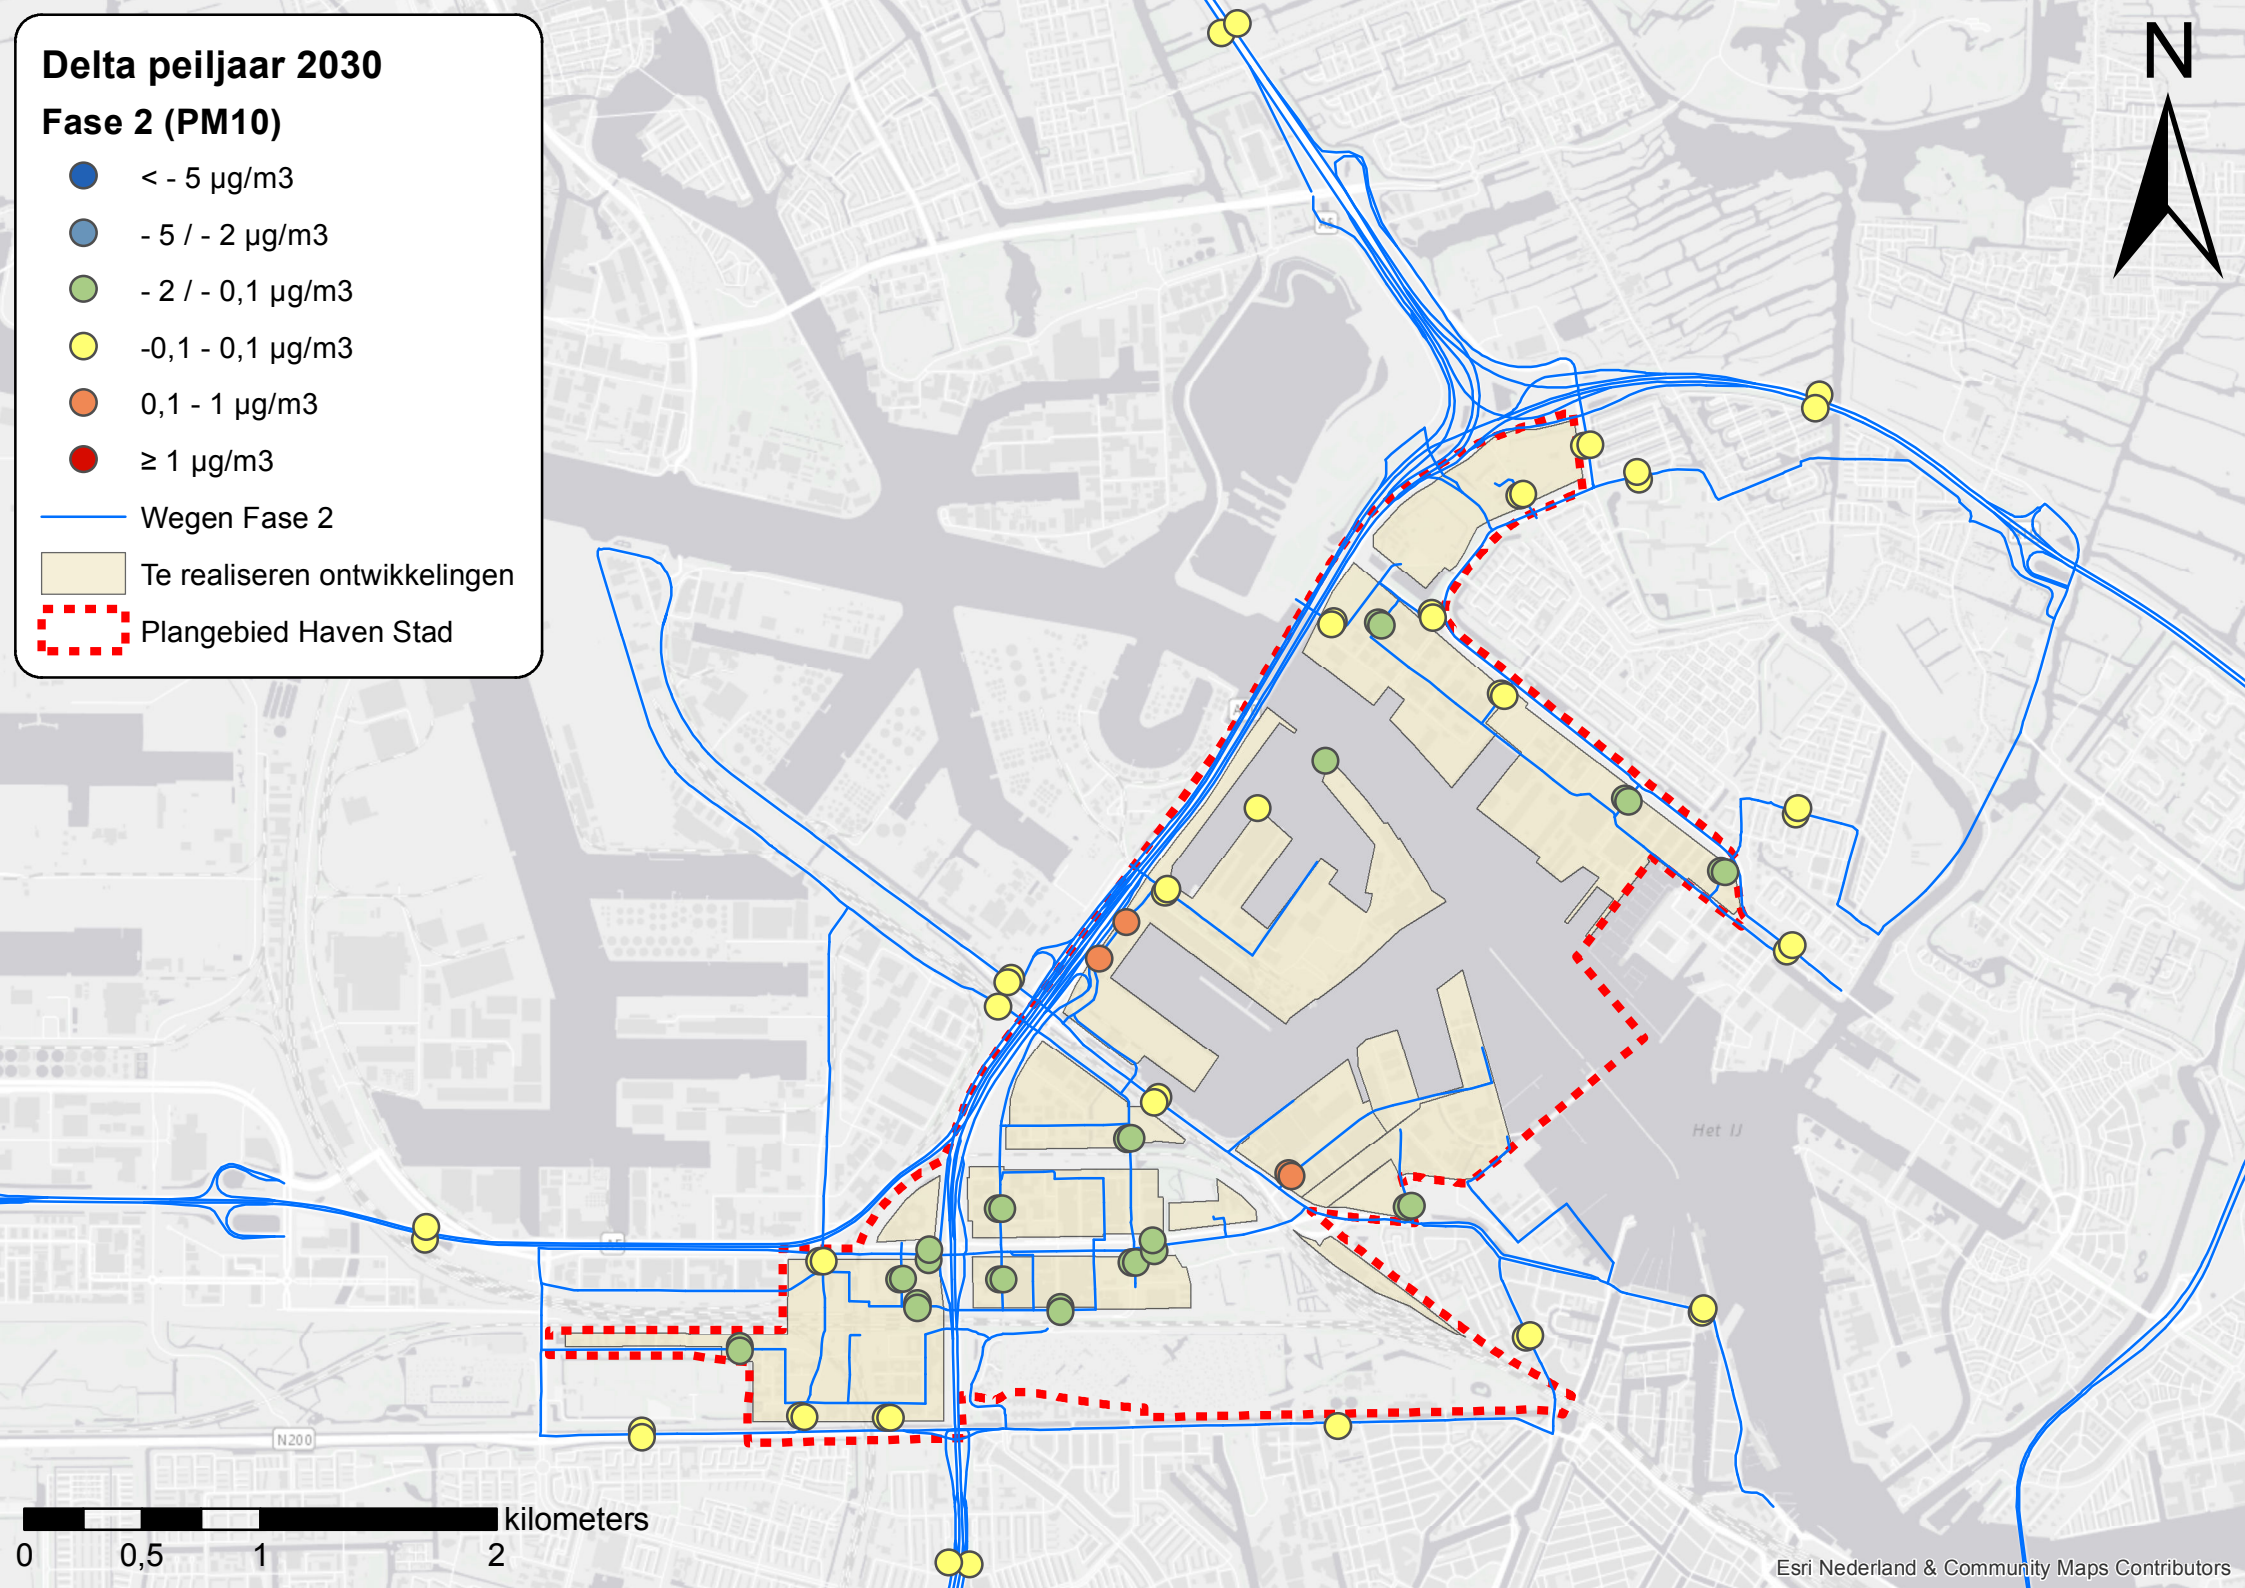 Delta peiljaar 2030
Fase 2 (PM10)
< - 5 µg/m3
- 5 / - 2 µg/m3
- 2 / - 0,1 µg/m3
-0,1 - 0,1 µg/m3
0,1 - 1 µg/m3
≥ 1 µg/m3
Wegen Fase 2
Te realiseren ontwikkelingen
Plangebied Haven Stad
N
A5
Het IJ
A5
N200
kilometers
0 0,5 1 2
Esri Nederland & Community Maps Contributors